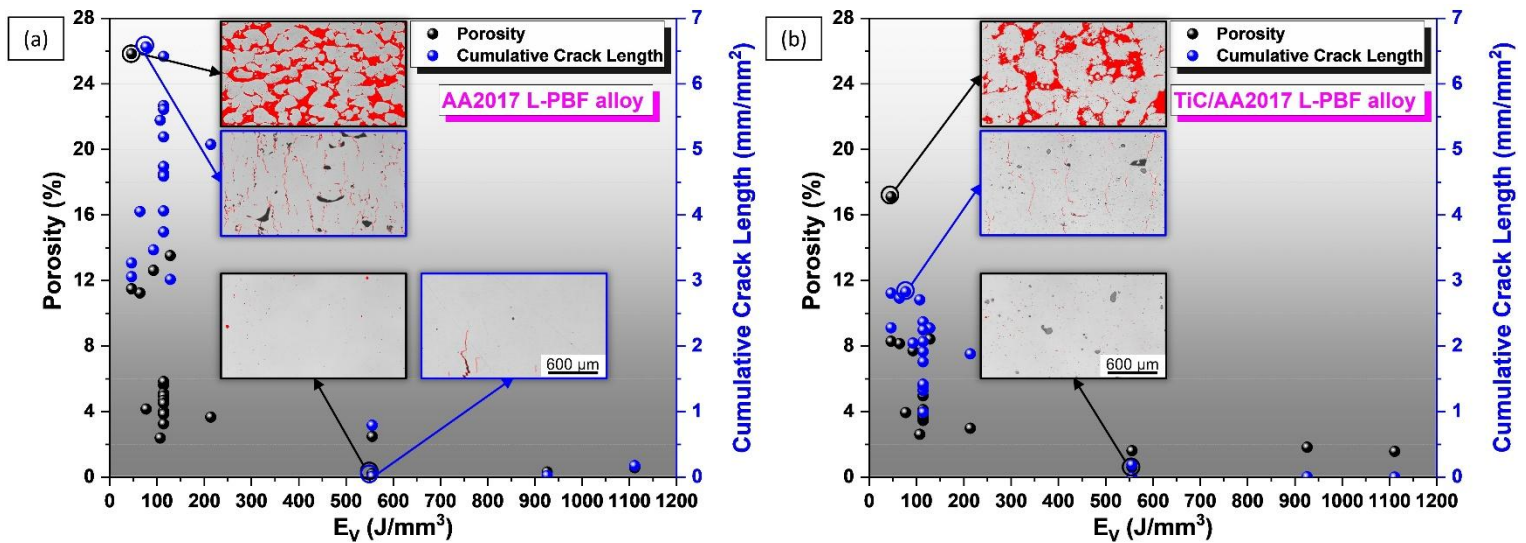 (a)
Porosity
Cumulative Crack Length
AA2017 L-PBF alloy
600 µm
Porosity (%)
28
24
20
16
12
8
4
0
Cumulative Crack Length (mm/mm²)
7
6
5
4
3
2
1
0
0 100 200 300 400 500 600 700 800 900 1000 1100 1200
Eᵥ (J/mm³)
(b)
Porosity
Cumulative Crack Length
TiC/AA2017 L-PBF alloy
600 µm
Porosity (%)
28
24
20
16
12
8
4
0
Cumulative Crack Length (mm/mm²)
7
6
5
4
3
2
1
0
0 100 200 300 400 500 600 700 800 900 1000 1100 1200
Eᵥ (J/mm³)